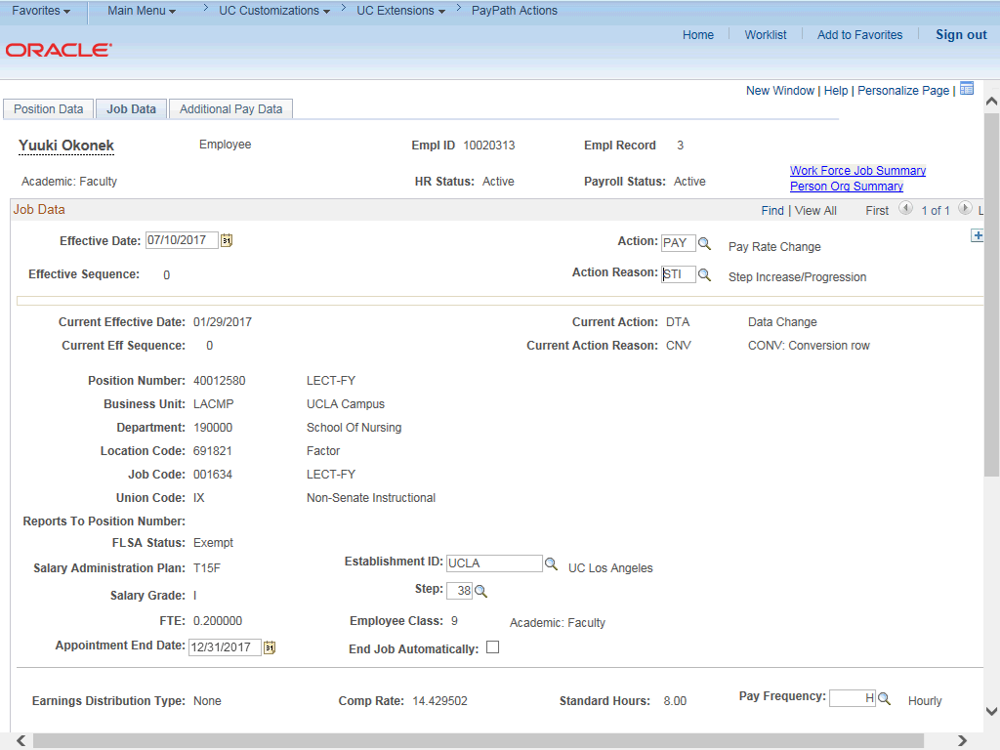 Favorites Main Menu > UC Customizations > UC Extensions > PayPath Actions
Home Worklist Add to Favorites Sign out
ORACLE
New Window | Help | Personalize Page |
Position Data Job Data Additional Pay Data
Yuuki Okonek Employee Empl ID 10020313 Empl Record 3
Academic: Faculty HR Status: Active Payroll Status: Active
Work Force Job Summary
Person Org Summary
Job Data Find | View All First 1 of 1 L
Effective Date: 07/10/2017 31 Action: PAY Pay Rate Change
Effective Sequence: 0 Action Reason: STI Step Increase/Progression
Current Effective Date: 01/29/2017 Current Action: DTA Data Change
Current Eff Sequence: 0 Current Action Reason: CNV CONV: Conversion row
Position Number: 40012580 LECT-FY
Business Unit: LACMP UCLA Campus
Department: 190000 School Of Nursing
Location Code: 691821 Factor
Job Code: 001634 LECT-FY
Union Code: IX Non-Senate Instructional
Reports To Position Number:
FLSA Status: Exempt
Salary Administration Plan: T15F Establishment ID: UCLA UC Los Angeles
Salary Grade: I Step: 38
FTE: 0.200000 Employee Class: 9 Academic: Faculty
Appointment End Date: 12/31/2017 31 End Job Automatically:
Earnings Distribution Type: None Comp Rate: 14.429502 Standard Hours: 8.00 Pay Frequency: H Hourly